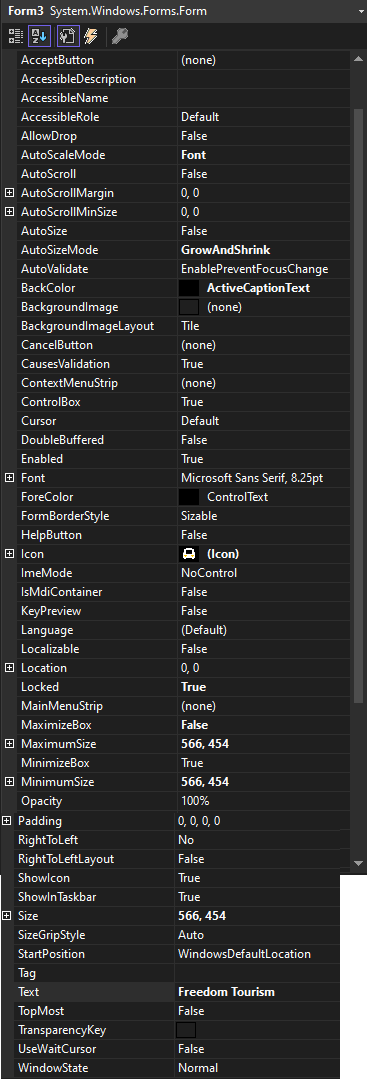 Form3 System.Windows.Forms.Form
AcceptButton (none)
AccessibleDescription
AccessibleName
AccessibleRole Default
AllowDrop False
AutoScaleMode Font
AutoScroll False
AutoScrollMargin 0, 0
AutoScrollMinSize 0, 0
AutoSize False
AutoSizeMode GrowAndShrink
AutoValidate EnablePreventFocusChange
BackColor ActiveCaptionText
BackgroundImage (none)
BackgroundImageLayout Tile
CancelButton (none)
CausesValidation True
ContextMenuStrip (none)
ControlBox True
Cursor Default
DoubleBuffered False
Enabled True
Font Microsoft Sans Serif, 8.25pt
ForeColor ControlText
FormBorderStyle Sizable
HelpButton False
Icon (Icon)
ImeMode NoControl
IsMdiContainer False
KeyPreview False
Language (Default)
Localizable False
Location 0, 0
Locked True
MainMenuStrip (none)
MaximizeBox False
MaximumSize 566, 454
MinimizeBox True
MinimumSize 566, 454
Opacity 100%
Padding 0, 0, 0, 0
RightToLeft No
RightToLeftLayout False
ShowIcon True
ShowInTaskbar True
Size 566, 454
SizeGripStyle Auto
StartPosition WindowsDefaultLocation
Tag
Text Freedom Tourism
TopMost False
TransparencyKey
UseWaitCursor False
WindowState Normal